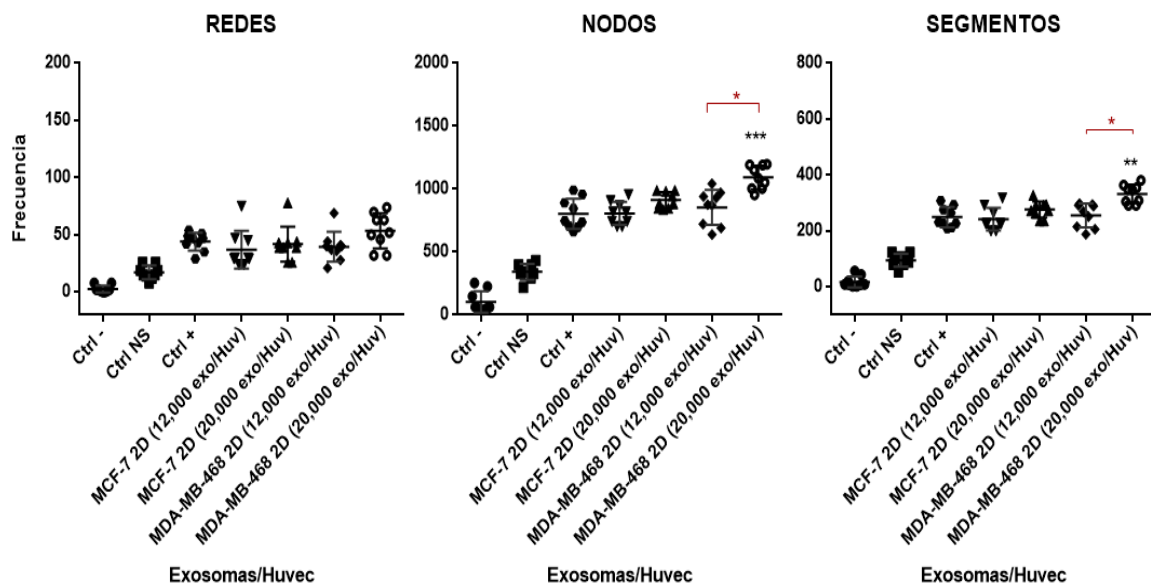 REDES
Frecuencia
200
150
100
50
0
Ctrl -
Ctrl NS
Ctrl +
MCF-7 2D (12,000 exo/Huv)
MCF-7 2D (20,000 exo/Huv)
MDA-MB-468 2D (12,000 exo/Huv)
MDA-MB-468 2D (20,000 exo/Huv)
Exosomas/Huvec
NODOS
2000
1500
1000
500
0
*
***
Ctrl -
Ctrl NS
Ctrl +
MCF-7 2D (12,000 exo/Huv)
MCF-7 2D (20,000 exo/Huv)
MDA-MB-468 2D (12,000 exo/Huv)
MDA-MB-468 2D (20,000 exo/Huv)
Exosomas/Huvec
SEGMENTOS
800
600
400
200
0
*
**
Ctrl -
Ctrl NS
Ctrl +
MCF-7 2D (12,000 exo/Huv)
MCF-7 2D (20,000 exo/Huv)
MDA-MB-468 2D (12,000 exo/Huv)
MDA-MB-468 2D (20,000 exo/Huv)
Exosomas/Huvec